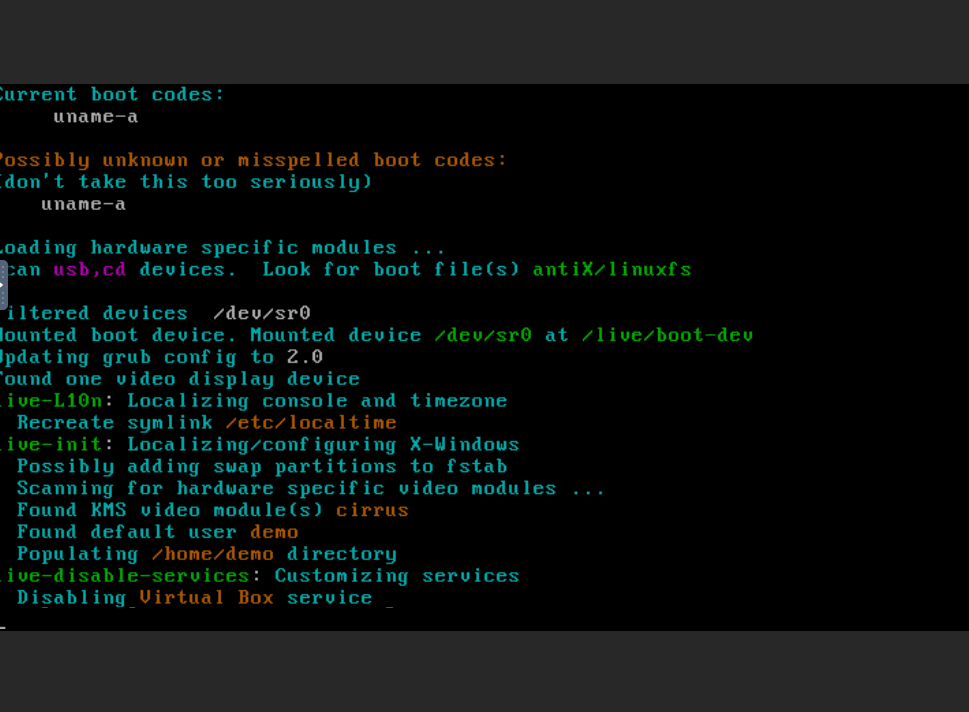 Current boot codes:
uname-a
Possibly unknown or misspelled boot codes:
(don't take this too seriously)
uname-a
Loading hardware specific modules ...
can usb,cd devices. Look for boot file(s) antiX/linuxfs
iltered devices /dev/sr0
Mounted boot device. Mounted device /dev/sr0 at /live/boot-dev
Updating grub config to 2.0
Found one video display device
live-L10n: Localizing console and timezone
Recreate symlink /etc/localtime
live-init: Localizing/configuring X-Windows
Possibly adding swap partitions to fstab
Scanning for hardware specific video modules ...
Found KMS video module(s) cirrus
Found default user demo
Populating /home/demo directory
live-disable-services: Customizing services
Disabling Virtual Box service